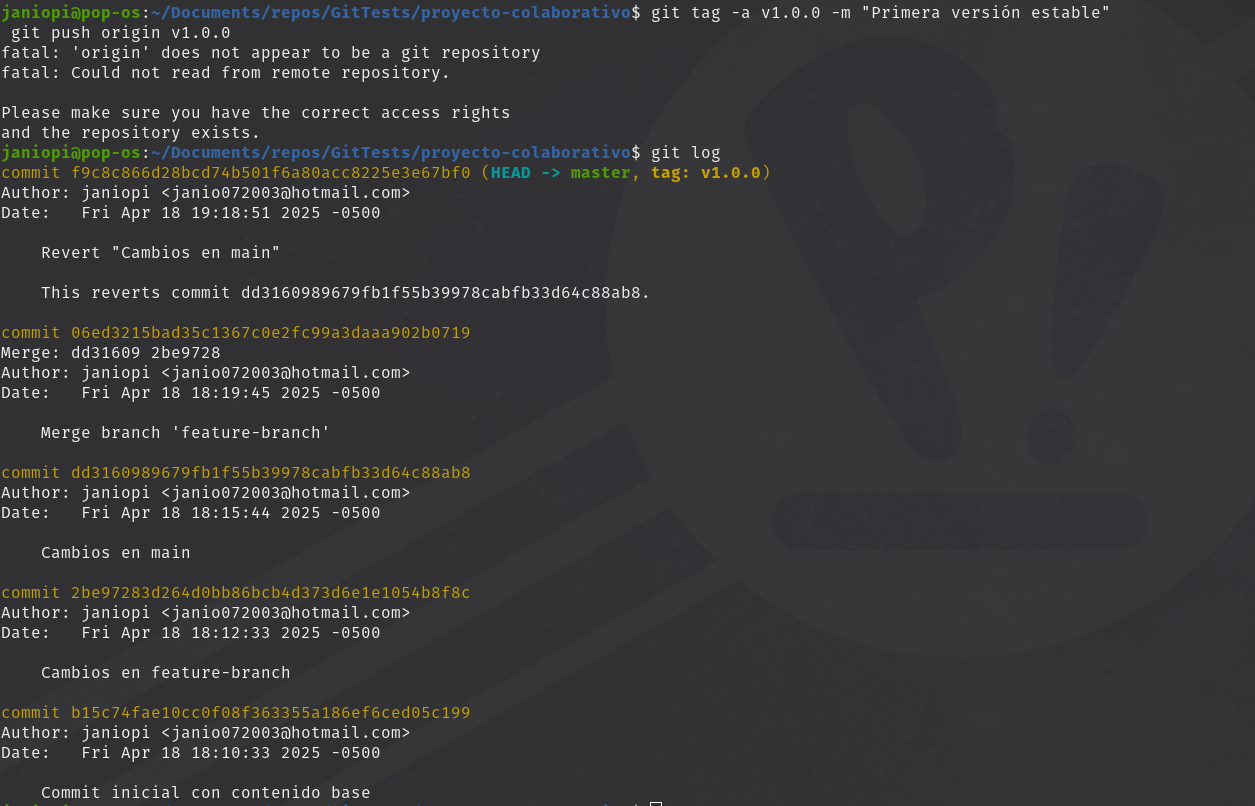 janiopi@pop-os:~/Documents/repos/GitTests/proyecto-colaborativo$ git tag -a v1.0.0 -m "Primera versión estable"
 git push origin v1.0.0
fatal: 'origin' does not appear to be a git repository
fatal: Could not read from remote repository.

Please make sure you have the correct access rights
and the repository exists.
janiopi@pop-os:~/Documents/repos/GitTests/proyecto-colaborativo$ git log
commit f9c8c866d28bcd74b501f6a80acc8225e3e67bf0 (HEAD -> master, tag: v1.0.0)
Author: janiopi <janio072003@hotmail.com>
Date:   Fri Apr 18 19:18:51 2025 -0500

    Revert "Cambios en main"

    This reverts commit dd3160989679fb1f55b39978cabfb33d64c88ab8.

commit 06ed3215bad35c1367c0e2fc99a3daaa902b0719
Merge: dd31609 2be9728
Author: janiopi <janio072003@hotmail.com>
Date:   Fri Apr 18 18:19:45 2025 -0500

    Merge branch 'feature-branch'

commit dd3160989679fb1f55b39978cabfb33d64c88ab8
Author: janiopi <janio072003@hotmail.com>
Date:   Fri Apr 18 18:15:44 2025 -0500

    Cambios en main

commit 2be97283d264d0bb86bcb4d373d6e1e1054b8f8c
Author: janiopi <janio072003@hotmail.com>
Date:   Fri Apr 18 18:12:33 2025 -0500

    Cambios en feature-branch

commit b15c74fae10cc0f08f363355a186ef6ced05c199
Author: janiopi <janio072003@hotmail.com>
Date:   Fri Apr 18 18:10:33 2025 -0500

    Commit inicial con contenido base